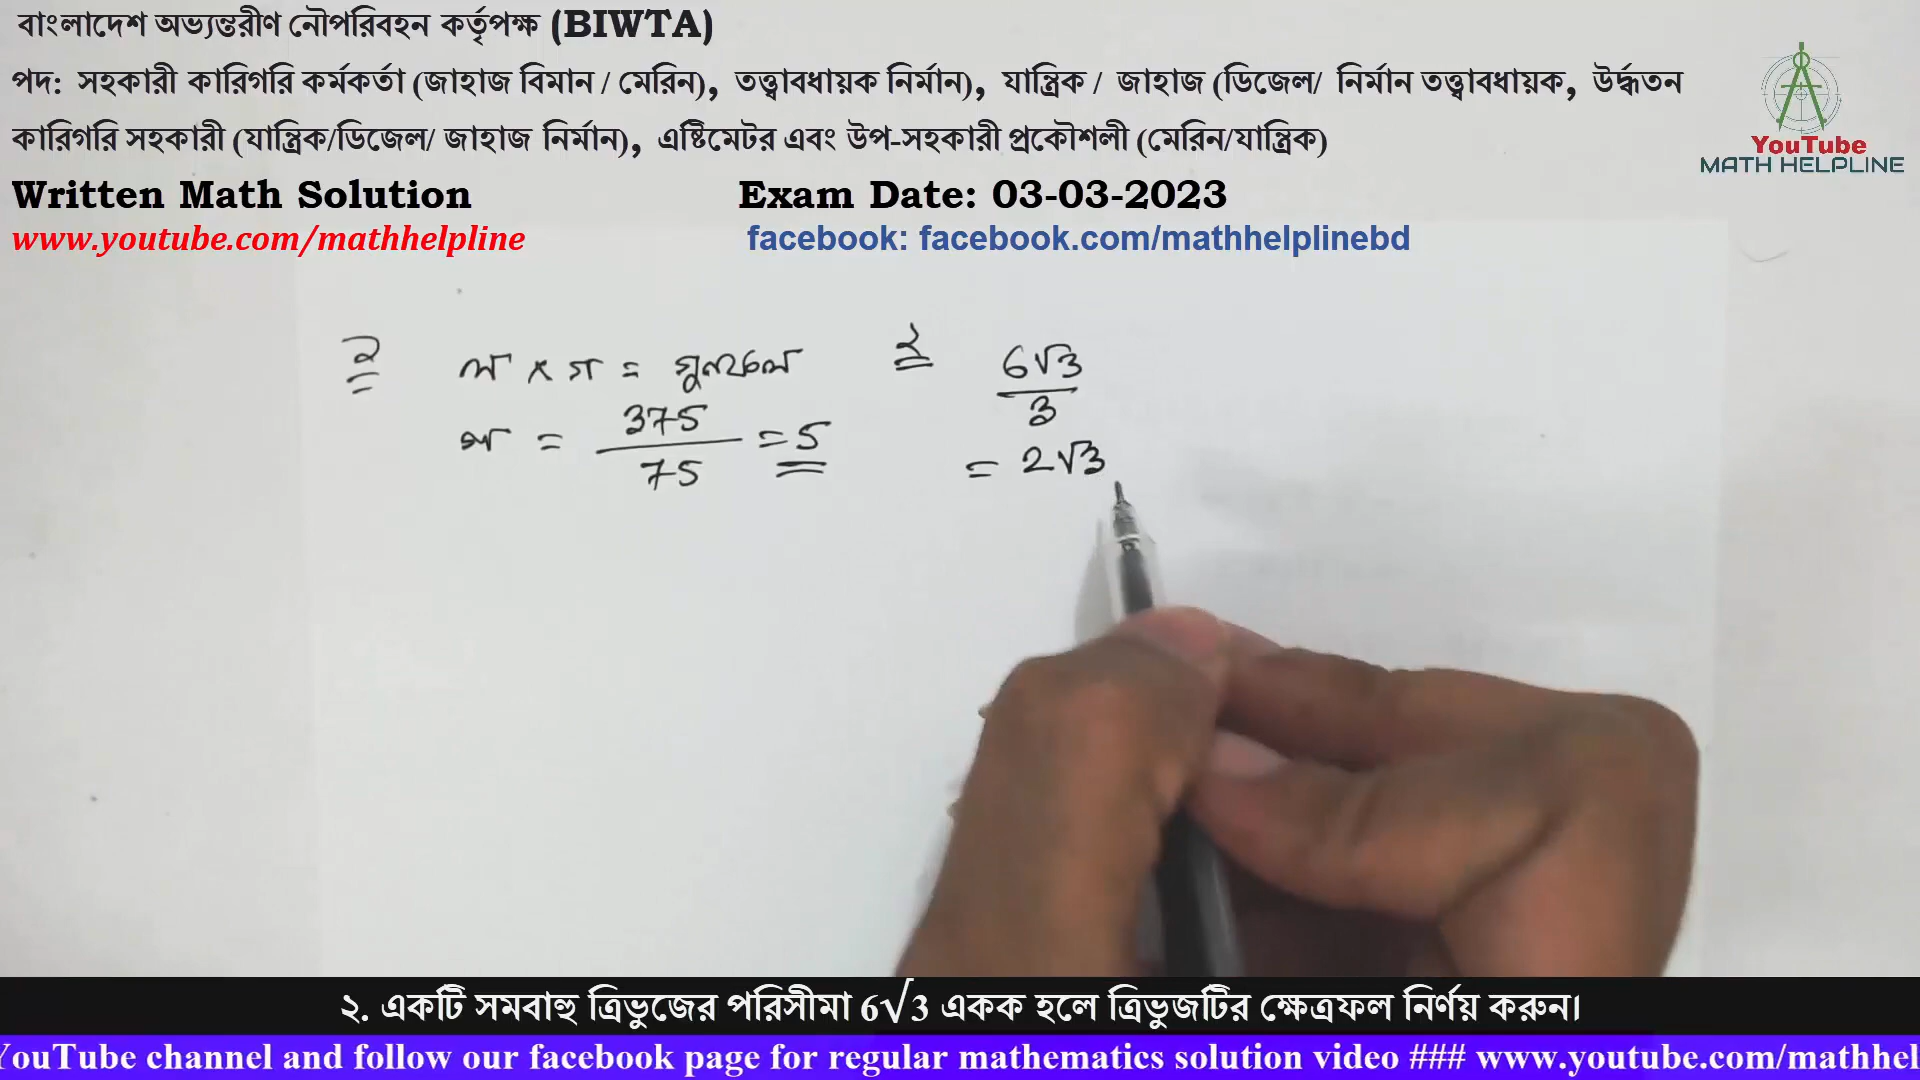 বাংলাদেশ অভ্যন্তরীণ নৌপরিবহন কর্তৃপক্ষ (BIWTA)
পদ: সহকারী কারিগরি কর্মকর্তা (জাহাজ বিমান / মেরিন), তত্ত্বাবধায়ক নির্মান), যান্ত্রিক / জাহাজ (ডিজেল/ নির্মান তত্ত্বাবধায়ক, উর্দ্ধতন
কারিগরি সহকারী (যান্ত্রিক/ডিজেল/ জাহাজ নির্মান), এষ্টিমেটর এবং উপ-সহকারী প্রকৌশলী (মেরিন/যান্ত্রিক)
YouTube
MATH HELPLINE
Written Math Solution Exam Date: 03-03-2023
www.youtube.com/mathhelpline facebook: facebook.com/mathhelplinebd
ল × গ = গুনফল
ল = 375/75 = 5
২
6√3/3
= 2√3
২. একটি সমবাহু ত্রিভুজের পরিসীমা 6√3 একক হলে ত্রিভুজটির ক্ষেত্রফল নির্ণয় করুন।
YouTube channel and follow our facebook page for regular mathematics solution video ### www.youtube.com/mathhel